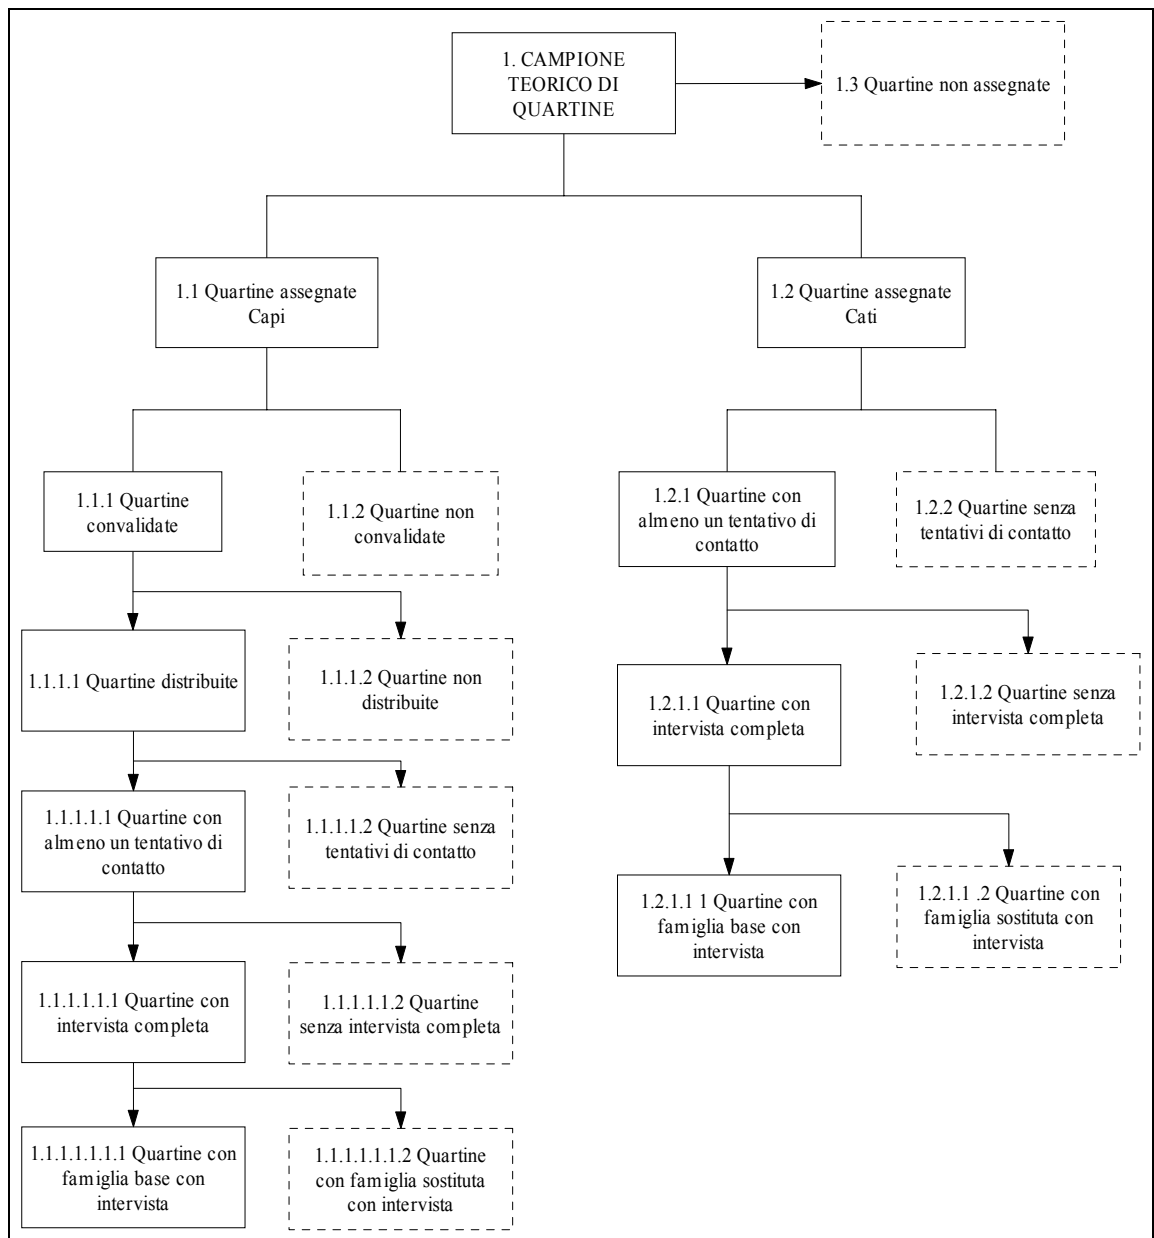 1. CAMPIONE
TEORICO DI
QUARTINE
1.3 Quartine non assegnate
1.1 Quartine assegnate
Capi
1.2 Quartine assegnate
Cati
1.1.1 Quartine
convalidate
1.1.2 Quartine non
convalidate
1.2.1 Quartine con
almeno un tentativo di
contatto
1.2.2 Quartine senza
tentativi di contatto
1.1.1.1 Quartine distribuite
1.1.1.2 Quartine non
distribuite
1.2.1.1 Quartine con
intervista completa
1.2.1.2 Quartine senza
intervista completa
1.1.1.1.1 Quartine con
almeno un tentativo di
contatto
1.1.1.1.2 Quartine senza
tentativi di contatto
1.2.1.1 1 Quartine con
famiglia base con
intervista
1.2.1.1 .2 Quartine con
famiglia sostituta con
intervista
1.1.1.1.1.1 Quartine con
intervista completa
1.1.1.1.1.2 Quartine
senza intervista completa
1.1.1.1.1.1.1 Quartine con
famiglia base con
intervista
1.1.1.1.1.1.2 Quartine
con famiglia sostituta
con intervista